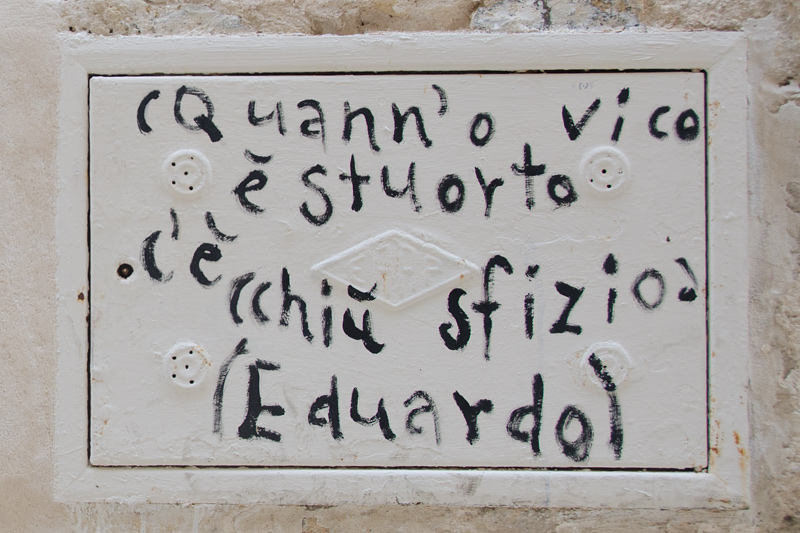 (Quann' o vico
è stuorto
c'è
cchiù sfizio)
(Eduardo)